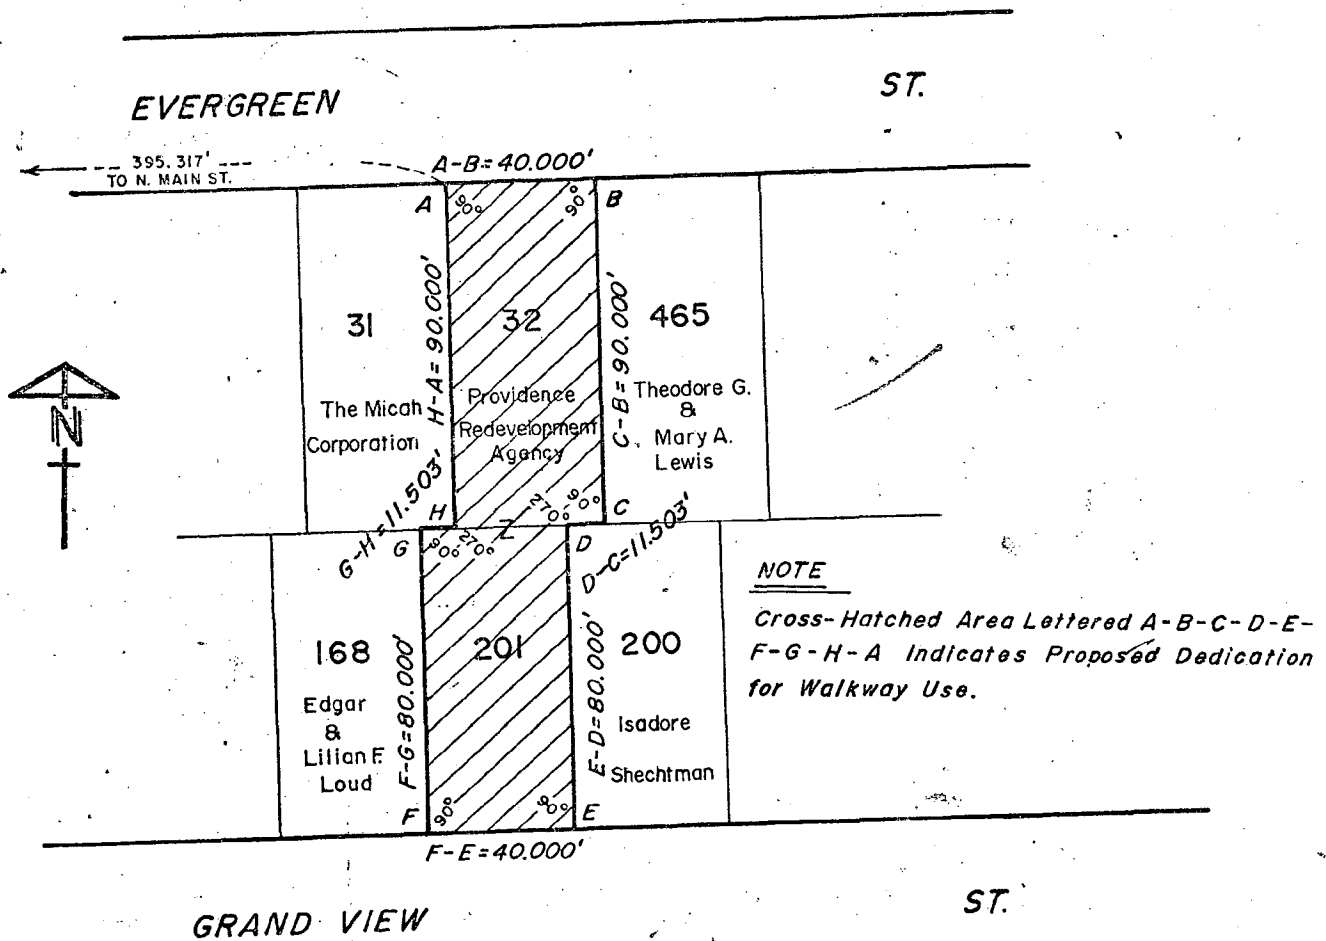 EVERGREEN ST.
395.317'
TO N. MAIN ST.
A-B=40.000'
A
90°
90°
B
H-A=90.000'
C-B=90.000'
31
The Micah
Corporation
32
Providence
Redevelopment
Agency
465
Theodore G.
&
Mary A.
Lewis
N
G-H=11.503'
H
270°
90°
C
G
90°
270°
Z
D
D-C=11.503'
168
Edgar
&
Lilian F.
Loud
F-G=80.000'
201
E-D=80.000'
200
Isadore
Shechtman
F
90°
90°
E
F-E=40.000'
NOTE
Cross-Hatched Area Lettered A-B-C-D-E-
F-G-H-A Indicates Proposed Dedication
for Walkway Use.
GRAND VIEW ST.